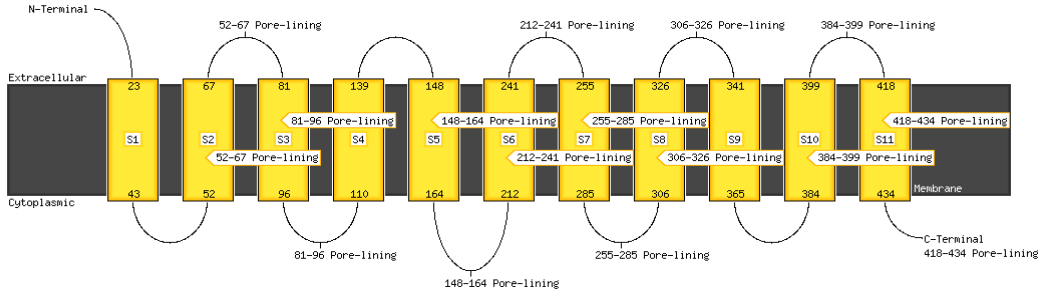 N-Terminal
52-67 Pore-lining
212-241 Pore-lining
306-326 Pore-lining
384-399 Pore-lining
Extracellular
23
67
81
139
148
241
255
326
341
399
418
81-96 Pore-lining
148-164 Pore-lining
255-285 Pore-lining
418-434 Pore-lining
S1
S2
S3
S4
S5
S6
S7
S8
S9
S10
S11
52-67 Pore-lining
212-241 Pore-lining
306-326 Pore-lining
384-399 Pore-lining
Membrane
43
52
96
110
164
212
285
306
365
384
434
Cytoplasmic
C-Terminal
418-434 Pore-lining
81-96 Pore-lining
255-285 Pore-lining
148-164 Pore-lining